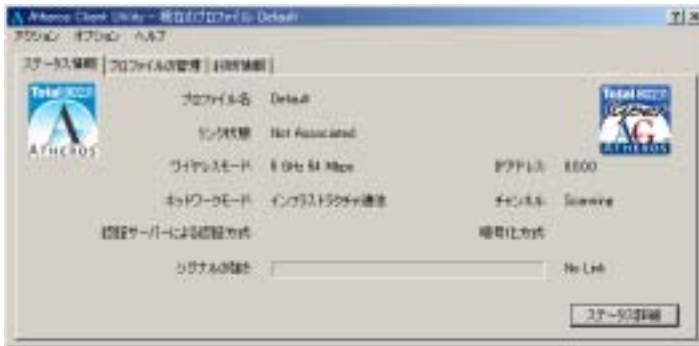 Atheros Client Utility - 現在のプロファイル: Default
アクション オプション ヘルプ
ステータス情報 プロファイルの管理
Total 802.11
ATHEROS
プロファイル名 Default
リンク状態 Not Associated
ワイヤレスモード 5 GHz 54 Mbps
IPアドレス 0.0.0.0
ネットワークモード インフラストラクチャ通信
チャンネル Scanning
認証サーバーによる認証方式
暗号化方式
シグナルの強さ
No Link
ステータス詳細
Total 802.11
Super
AG
ATHEROS